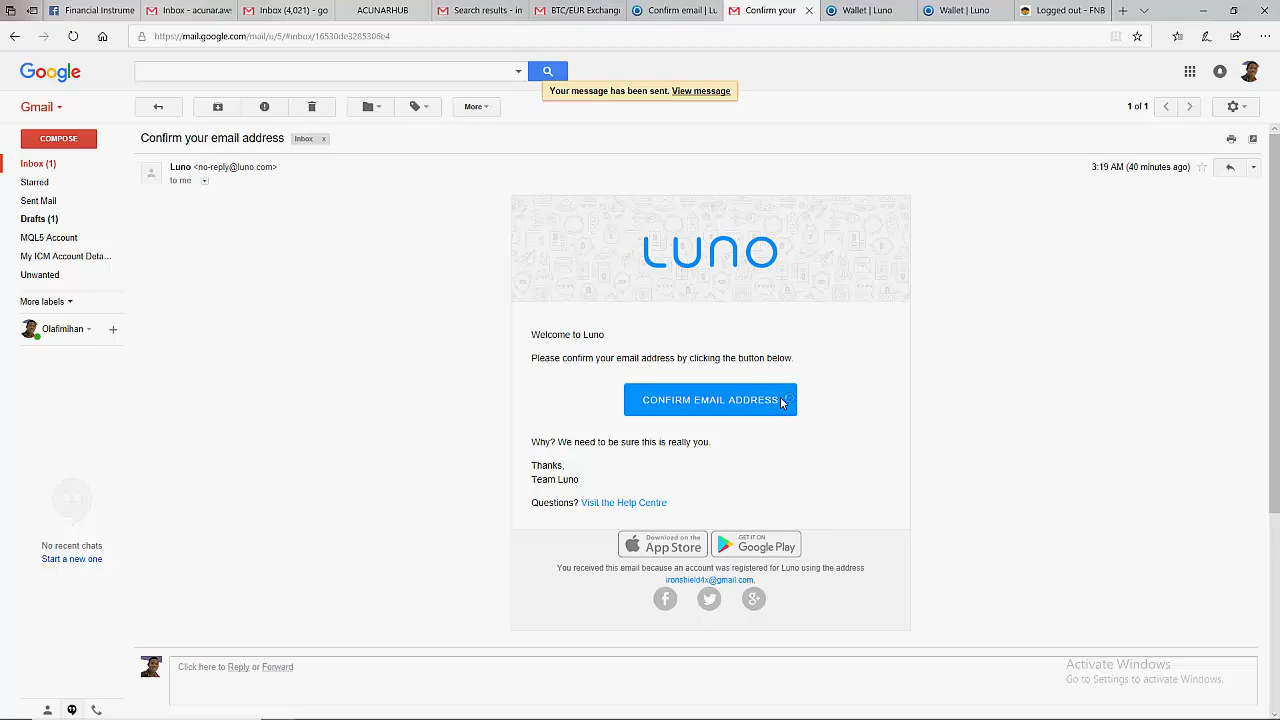 Financial Instrume
Inbox - acunar.aw
Inbox (4,021) - go
ACUNARHUB
Search results - in
BTC/EUR Exchang
Confirm email | Lu
Confirm your
Wallet | Luno
Wallet | Luno
Logged out - FNB
https://mail.google.com/mail/u/5/#inbox/16530de3285306e4
Google
Your message has been sent. View message
Gmail
More
1 of 1
COMPOSE
Confirm your email address
Inbox x
Inbox (1)
Starred
Sent Mail
Drafts (1)
MQL5 Account
My ICM Account Deta...
Unwanted
More labels
Olafimihan
Luno <no-reply@luno.com>
to me
3:19 AM (40 minutes ago)
LUNO
Welcome to Luno
Please confirm your email address by clicking the button below.
CONFIRM EMAIL ADDRESS
Why? We need to be sure this is really you.
Thanks,
Team Luno
Questions? Visit the Help Centre
Download on the
App Store
GET IT ON
Google Play
You received this email because an account was registered for Luno using the address
ironshield4x@gmail.com.
No recent chats
Start a new one
Click here to Reply or Forward
Activate Windows
Go to Settings to activate Windows.